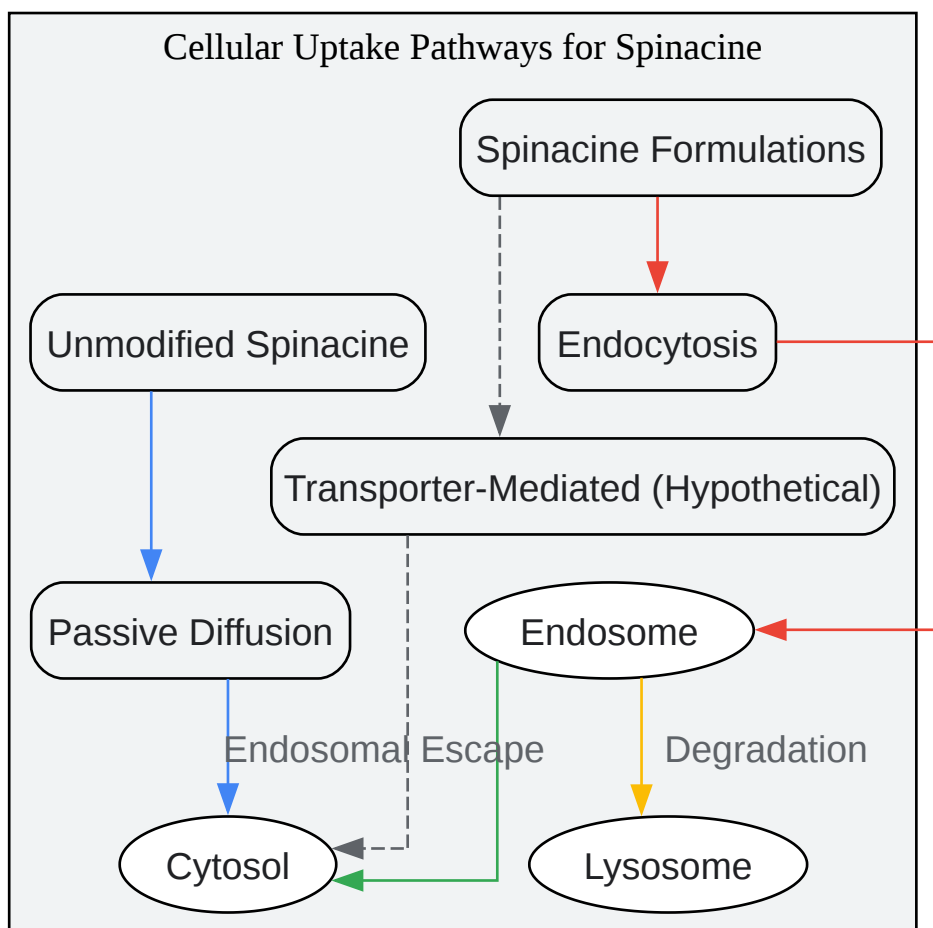 Cellular Uptake Pathways for Spinacine
Spinacine Formulations
Unmodified Spinacine
Endocytosis
Transporter-Mediated (Hypothetical)
Passive Diffusion
Endosome
Endosomal Escape
Degradation
Cytosol
Lysosome